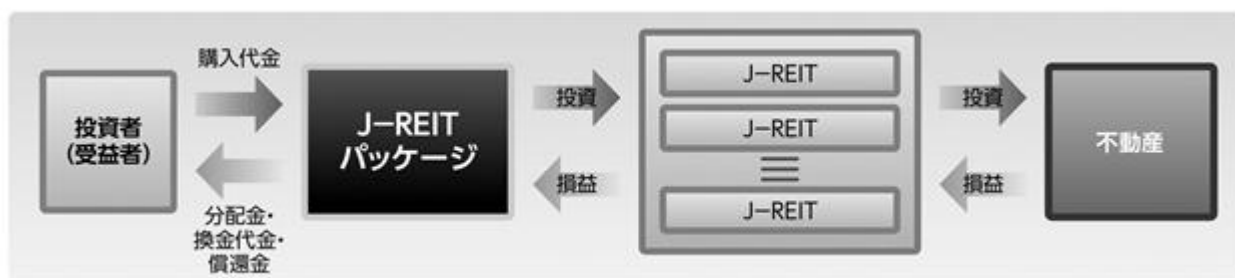 購入代金
投資者
(受益者)
分配金・
換金代金・
償還金
J-REIT
パッケージ
投資
損益
J-REIT
J-REIT
J-REIT
投資
損益
不動産